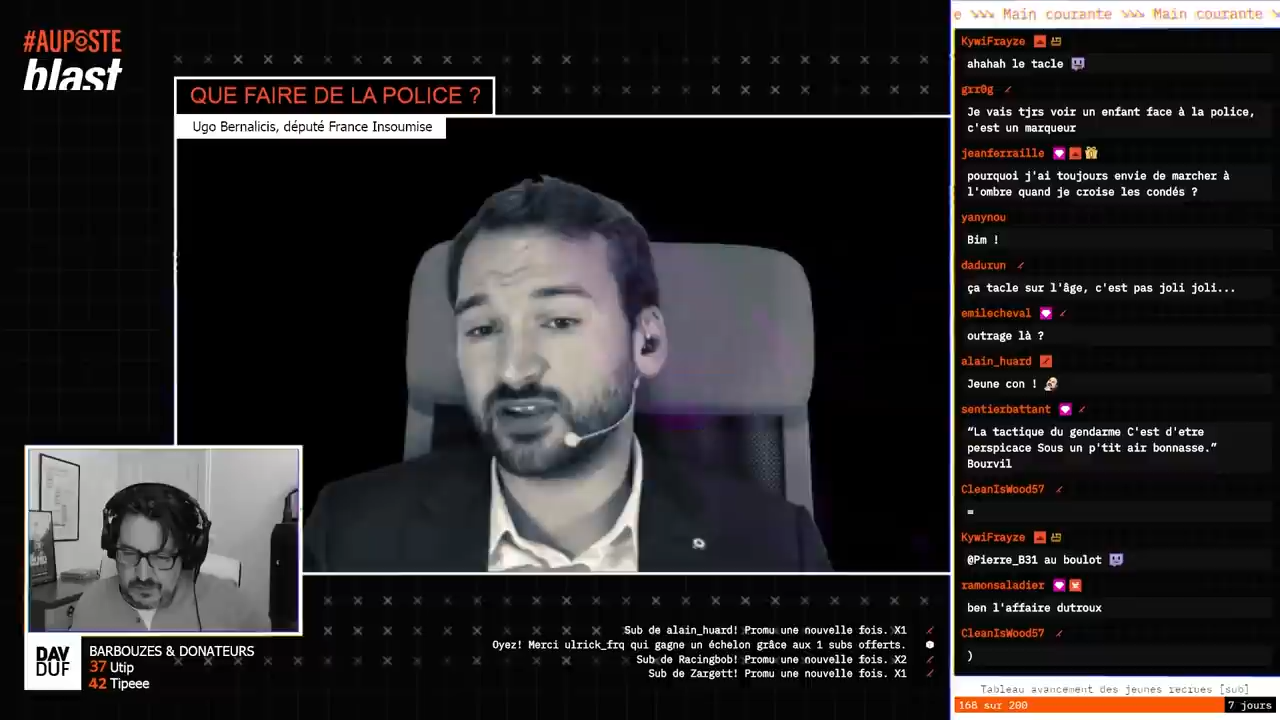 #AUPOSTE
blast
QUE FAIRE DE LA POLICE ?
Ugo Bernalicis, député France Insoumise
DAV
DUF
BARBOUZES & DONATEURS
37 Utip
42 Tipeee
Sub de alain_huard! Promu une nouvelle fois. X1
Oyez! Merci ulrick_frq qui gagne un échelon grâce aux 1 subs offerts.
Sub de Racingbob! Promu une nouvelle fois. X2
Sub de Zargett! Promu une nouvelle fois. X1
e >>> Main courante >>> Main courante
KywiFrayze
ahahah le tacle
grr0g
Je vais tjrs voir un enfant face à la police,
c'est un marqueur
jeanferraille
pourquoi j'ai toujours envie de marcher à
l'ombre quand je croise les condés ?
yanynou
Bim !
dadurun
ça tacle sur l'âge, c'est pas joli joli...
emilecheval
outrage là ?
alain_huard
Jeune con !
sentierbattant
“La tactique du gendarme C'est d'etre
perspicace Sous un p'tit air bonnasse.”
Bourvil
CleanIsWood57
=
KywiFrayze
@Pierre_B31 au boulot
ramonsaladier
ben l'affaire dutroux
CleanIsWood57
)
Tableau avancement des jeunes recrues [sub]
168 sur 200
7 jours